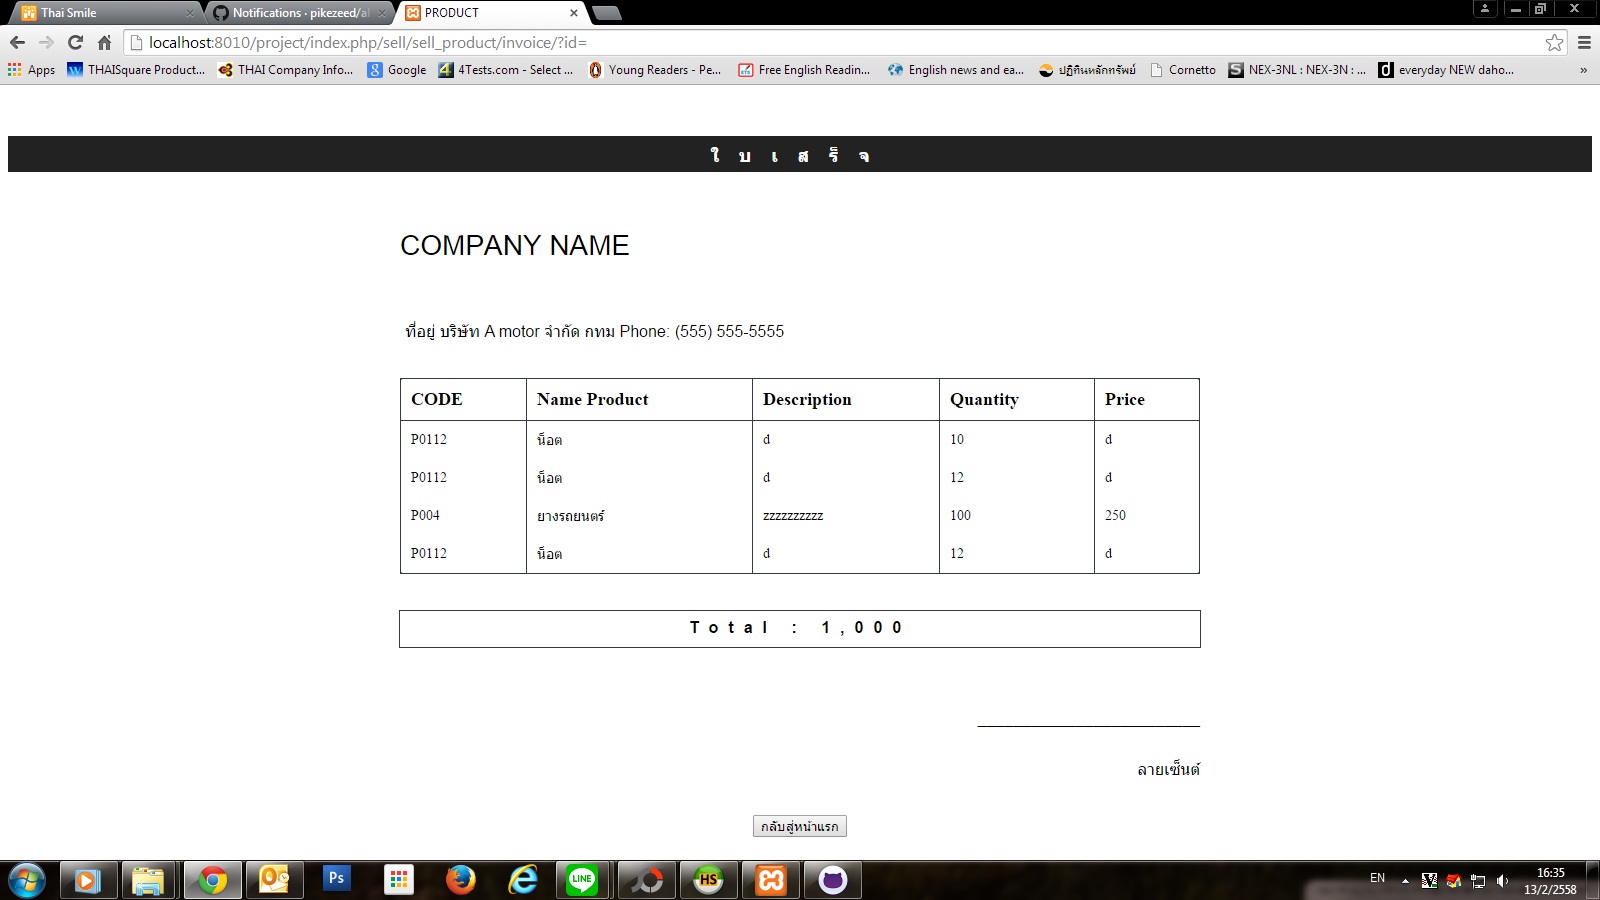 Thai Smile
Notifications · pikezeed/al
PRODUCT
localhost:8010/project/index.php/sell/sell_product/invoice/?id=
Apps THAISquare Product... THAI Company Info... Google 4Tests.com - Select ... Young Readers - Pe... Free English Readin... English news and ea... ปฏิทินหลักทรัพย์ Cornetto NEX-3NL : NEX-3N : ... everyday NEW daho... »
ใบเสร็จ
COMPANY NAME
ที่อยู่ บริษัท A motor จำกัด กทม Phone: (555) 555-5555
CODE Name Product Description Quantity Price
P0112 น็อต d 10 d
P0112 น็อต d 12 d
P004 ยางรถยนตร์ zzzzzzzzzz 100 250
P0112 น็อต d 12 d
Total : 1,000
ลายเซ็นต์
กลับสู่หน้าแรก
Ps LINE HS EN 16:35
13/2/2558